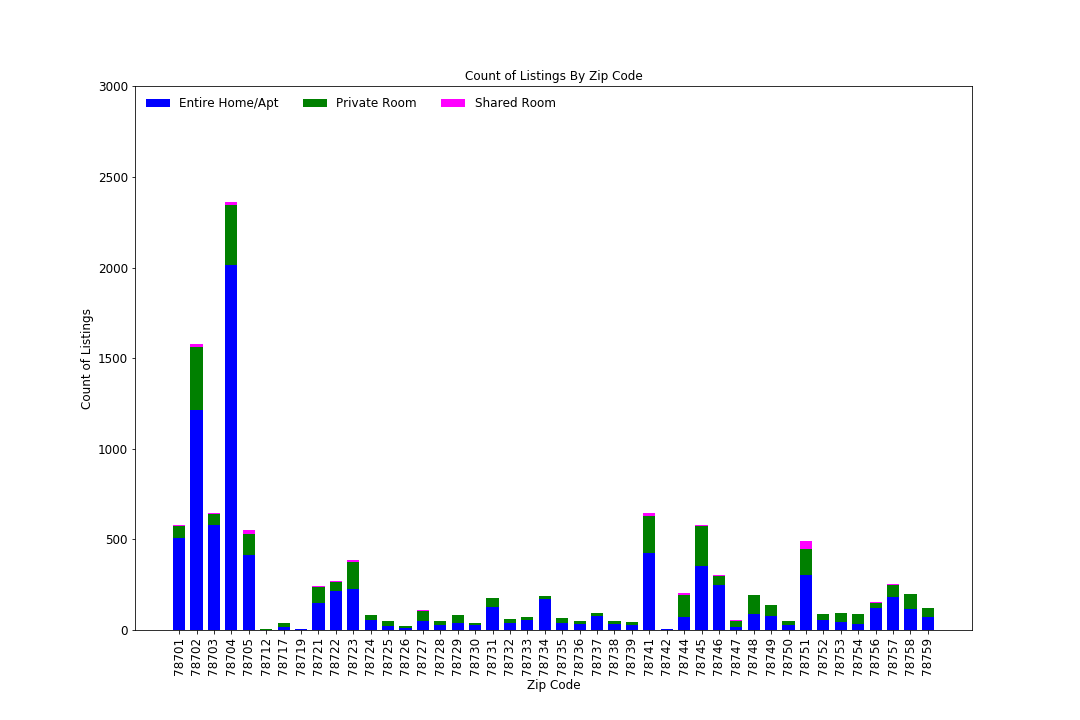 Count of Listings By Zip Code
3000
2500
2000
1500
1000
500
0
Count of Listings
Entire Home/Apt Private Room Shared Room
78701 78702 78703 78704 78705 78712 78717 78719 78721 78722 78723 78724 78725 78726 78727 78728 78729 78730 78731 78732 78733 78734 78735 78736 78737 78738 78739 78741 78742 78744 78745 78746 78747 78748 78749 78750 78751 78752 78753 78754 78756 78757 78758 78759
Zip Code